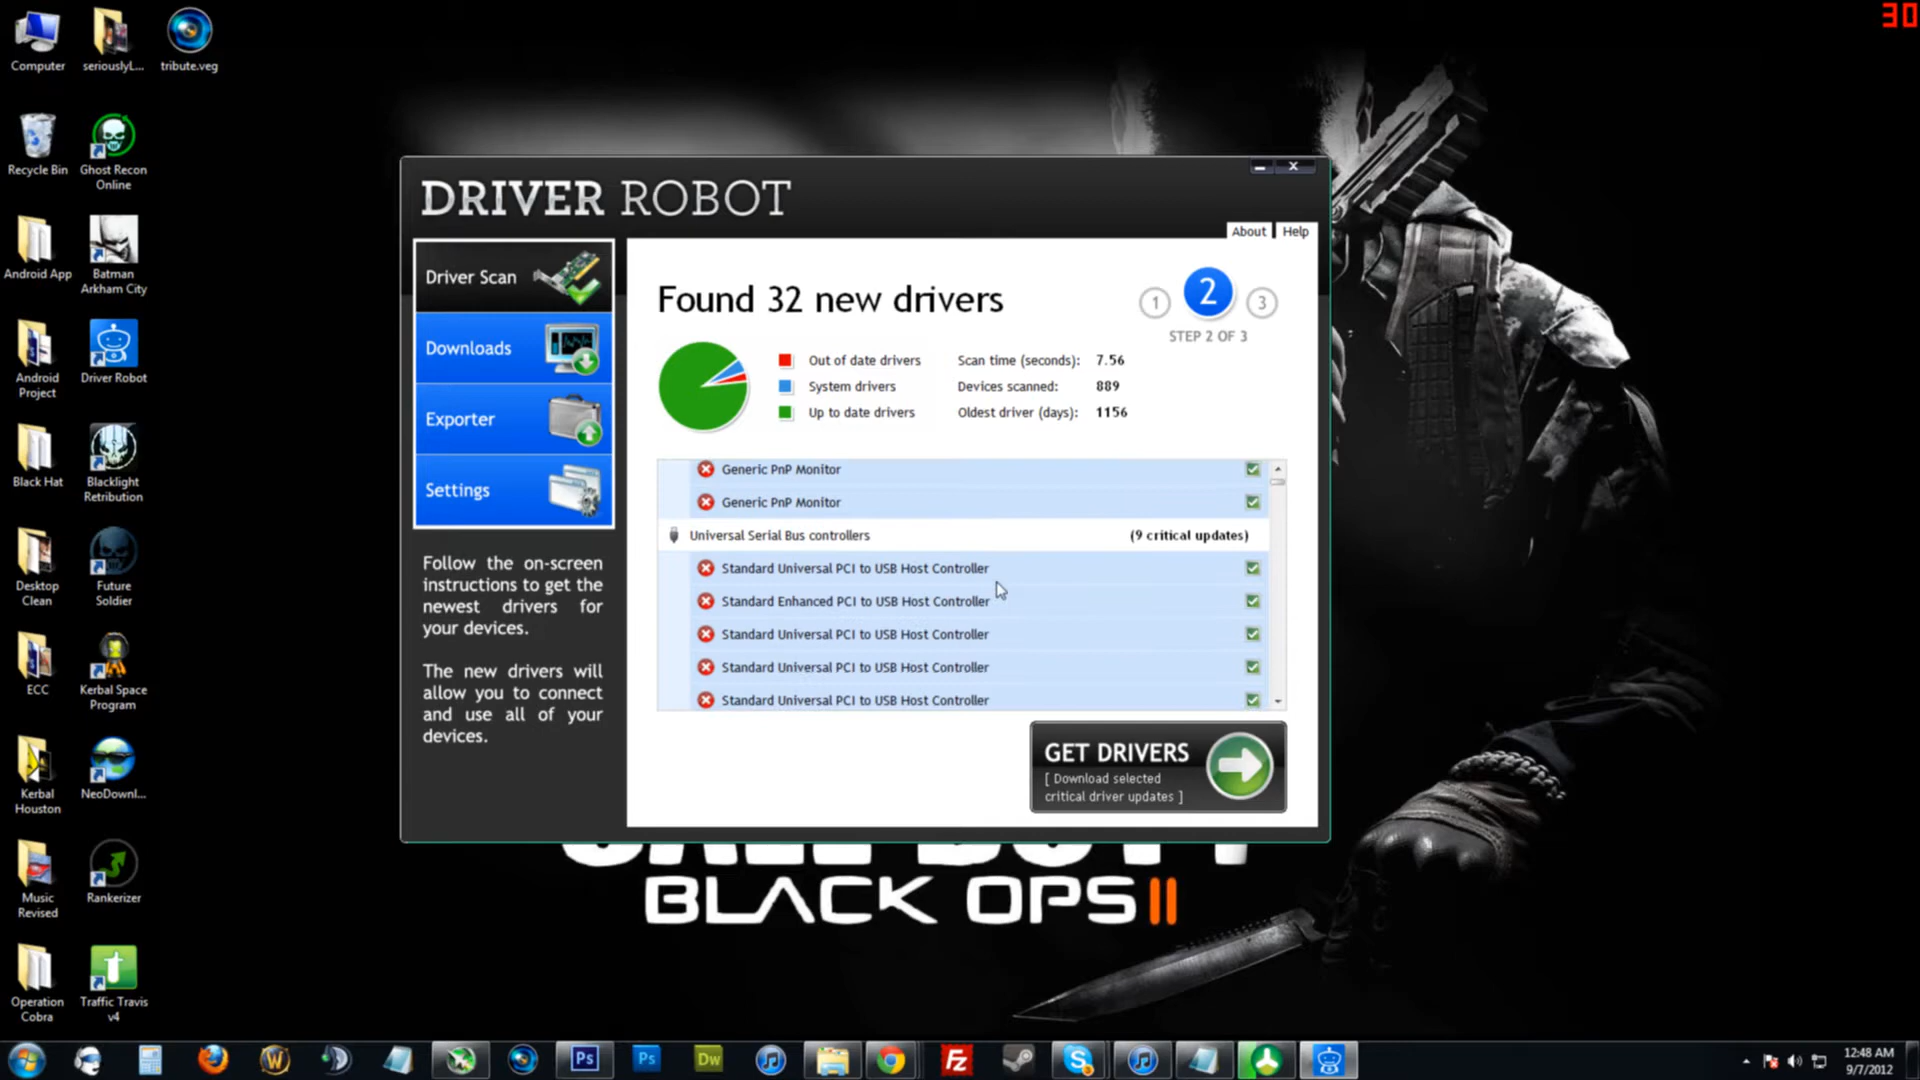 30
Computer
seriouslyL...
tribute.veg
Recycle Bin
Ghost Recon
Online
Android App
Batman
Arkham City
Android
Project
Driver Robot
Black Hat
Blacklight
Retribution
Desktop
Clean
Future
Soldier
ECC
Kerbal Space
Program
Kerbal
Houston
NeoDownl...
Music
Revised
Rankerizer
Operation
Cobra
Traffic Travis
v4
DRIVER ROBOT
About
Help
Driver Scan
Downloads
Exporter
Settings
Follow the on-screen
instructions to get the
newest drivers for
your devices.
The new drivers will
allow you to connect
and use all of your
devices.
Found 32 new drivers
1
2
3
STEP 2 OF 3
Out of date drivers
System drivers
Up to date drivers
Scan time (seconds): 7.56
Devices scanned: 889
Oldest driver (days): 1156
Generic PnP Monitor
Generic PnP Monitor
Universal Serial Bus controllers (9 critical updates)
Standard Universal PCI to USB Host Controller
Standard Enhanced PCI to USB Host Controller
Standard Universal PCI to USB Host Controller
Standard Universal PCI to USB Host Controller
Standard Universal PCI to USB Host Controller
GET DRIVERS
[ Download selected
critical driver updates ]
CALL OF DUTY
BLACK OPS II
W
Ps
Ps
Dw
Fz
S
12:48 AM
9/7/2012